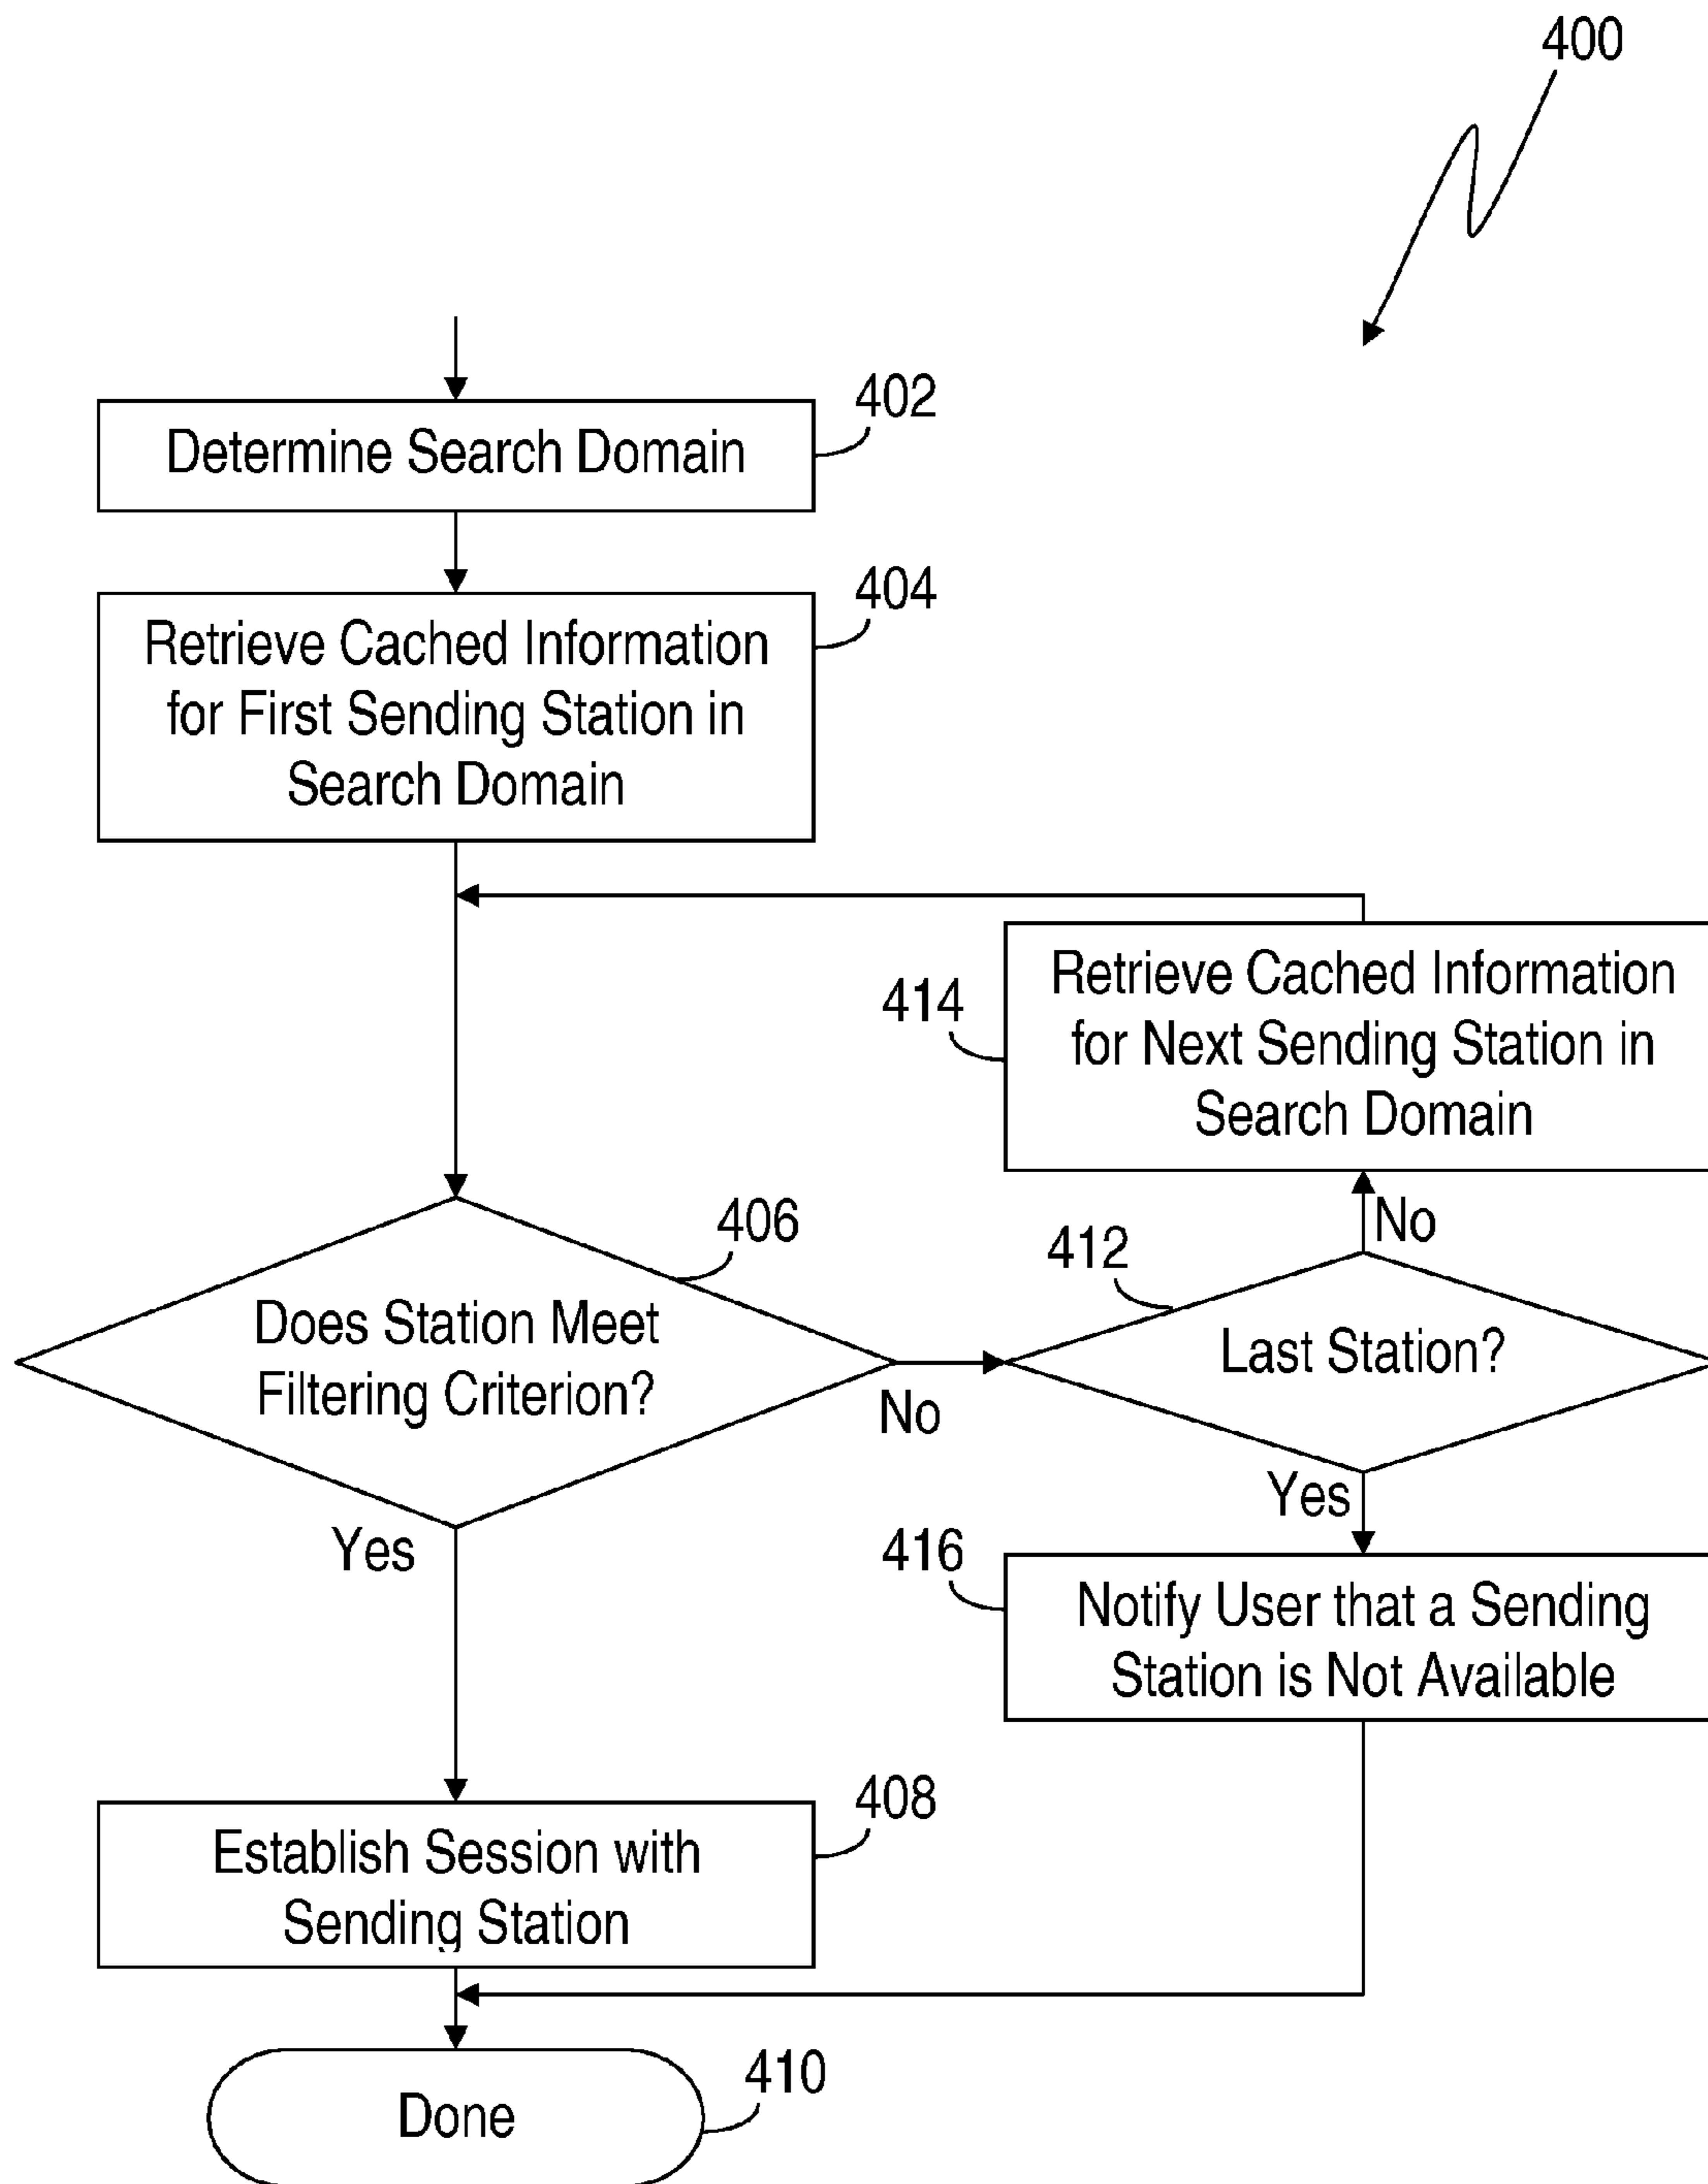 400
402
Determine Search Domain
404
Retrieve Cached Information
for First Sending Station in
Search Domain
414
Retrieve Cached Information
for Next Sending Station in
Search Domain
406
Does Station Meet
Filtering Criterion?
No
412
Last Station?
No
Yes
Yes
416
Notify User that a Sending
Station is Not Available
408
Establish Session with
Sending Station
410
Done